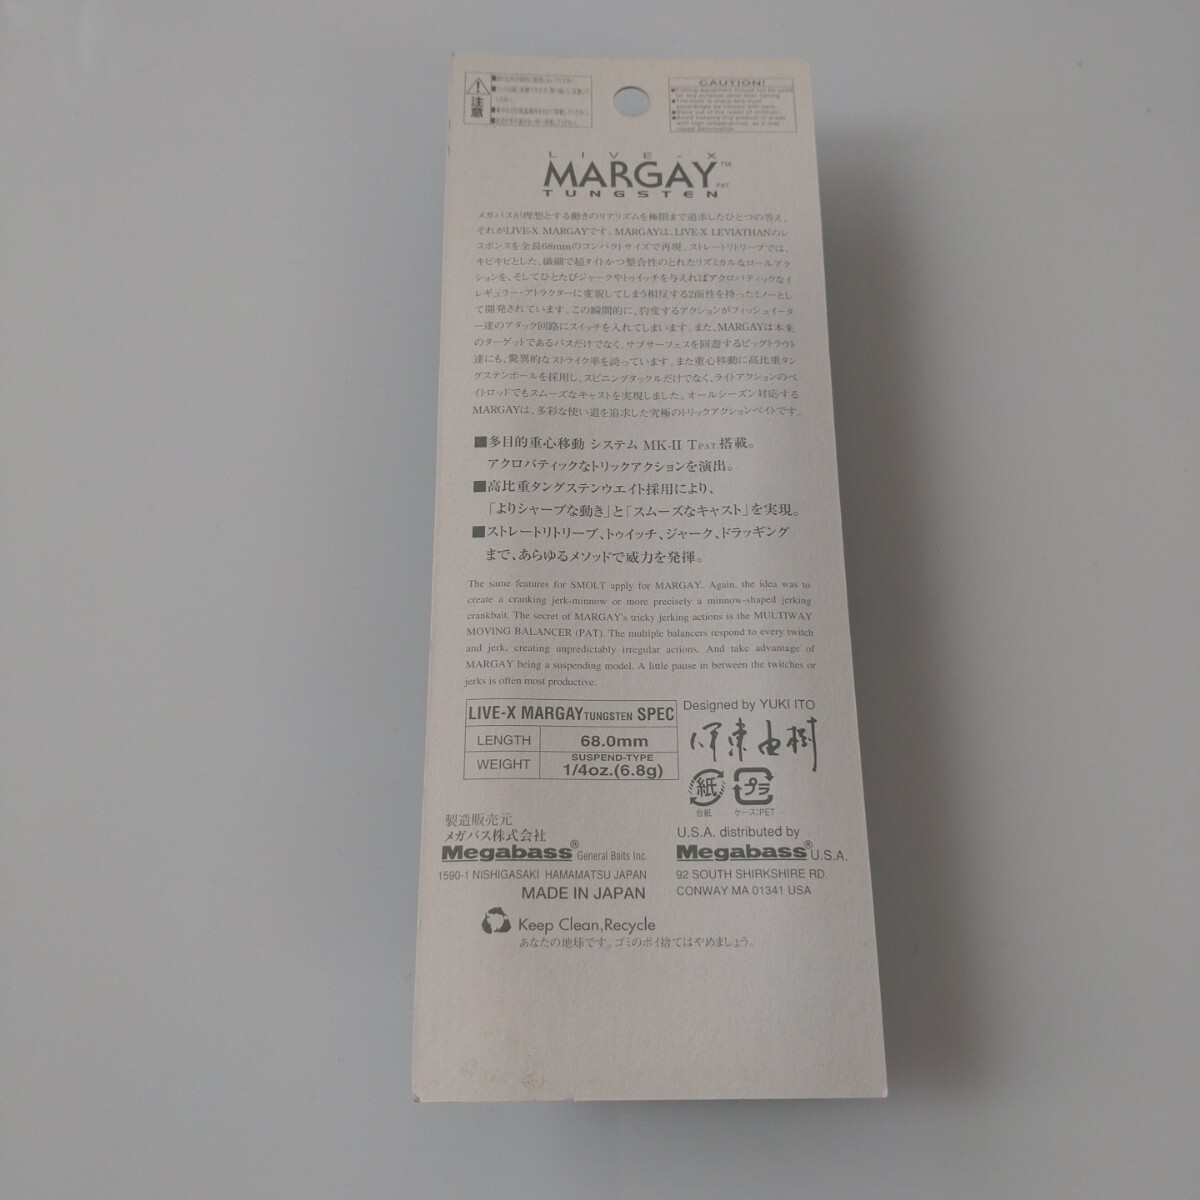 注意
CAUTION!
LIVE-X
MARGAY™
PAT.
TUNGSTEN
メガバスが理想とする動きのリアリズムを極限まで追求したひとつの答え、
それがLIVE-X MARGAYです。MARGAYは、LIVE-X LEVIATHANのレ
スポンスを全長68mmのコンパクトサイズで再現。ストレートリトリーブでは、
キビキビとした、繊細で超タイトかつ整合性のとれたリズミカルなロールアク
ションを、そしてひとたびジャークやトゥイッチを与えればアクロバティックなイ
レギュラー・アトラクターに変貌してしまう相反する2面性を持ったミノーとし
て開発されています。この瞬間的に、豹変するアクションがフィッシュイータ
ー達のアタック回路にスイッチを入れてしまいます。また、MARGAYは本来
のターゲットであるバスだけでなく、サブサーフェスを回遊するビッグトラウト
達にも、驚異的なストライク率を誇っています。また重心移動に高比重タン
グステンボールを採用し、スピニングタックルだけでなく、ライトアクションのベ
イトロッドでもスムーズなキャストを実現しました。オールシーズン対応する
MARGAYは、多彩な使い道を追求した究極のトリックアクションベイトです。
■多目的重心移動 システム MK-II T PAT.搭載。
アクロバティックなトリックアクションを演出。
■高比重タングステンウエイト採用により、
「よりシャープな動き」と「スムーズなキャスト」を実現。
■ストレートリトリーブ、トゥイッチ、ジャーク、ドラッギング
まで、あらゆるメソッドで威力を発揮。
The same features for SMOLT apply for MARGAY. Again, the idea was to
create a cranking jerk-minnow or more precisely a minnow-shaped jerking
crankbait. The secret of MARGAY's tricky jerking actions is the MULTIWAY
MOVING BALANCER (PAT). The multiple balancers respond to every twitch
and jerk, creating unpredictably irregular actions. And take advantage of
MARGAY being a suspending model. A little pause in between the twitches or
jerks is often most productive.
LIVE-X MARGAY TUNGSTEN SPEC
LENGTH 68.0mm
WEIGHT SUSPEND-TYPE
1/4oz.(6.8g)
Designed by YUKI ITO
伊東由樹
紙
台紙
プラ
ケース:PET
製造販売元
メガバス株式会社
Megabass® General Baits Inc.
1590-1 NISHIGASAKI HAMAMATSU JAPAN
MADE IN JAPAN
U.S.A. distributed by
Megabass® U.S.A.
92 SOUTH SHIRKSHIRE RD.
CONWAY MA 01341 USA
Keep Clean,Recycle
あなたの地球です。ゴミのポイ捨てはやめましょう。